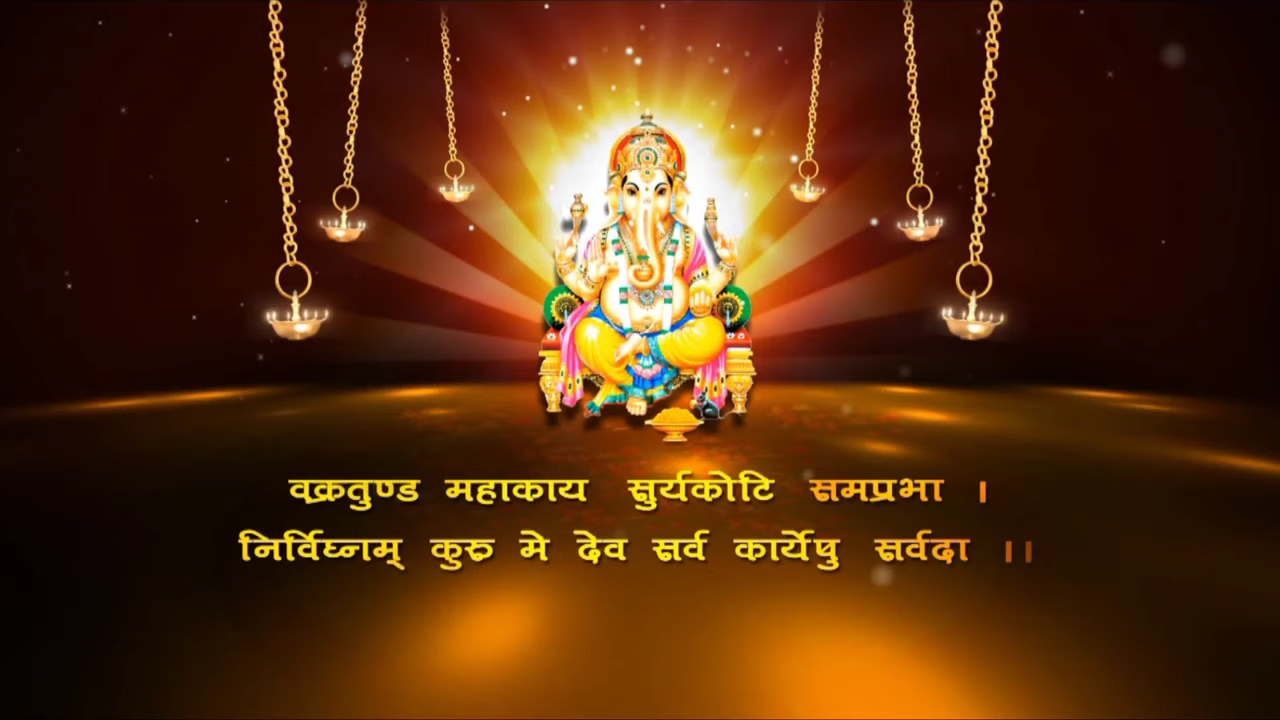 वक्रतुण्ड महाकाय सुर्यकोटि समप्रभा ।
निर्विघ्नम् कुरु मे देव सर्व कार्येषु सर्वदा ।।